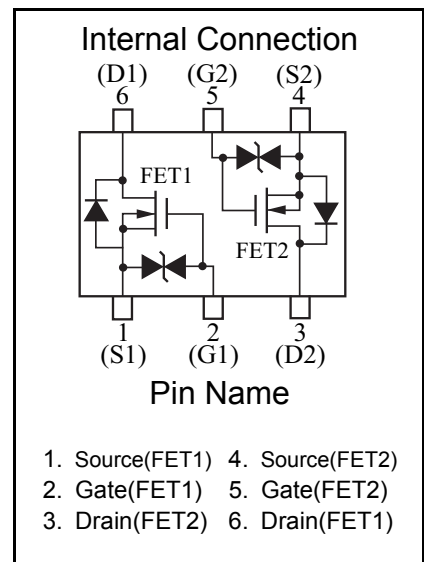 Internal Connection
(D1) (G2) (S2)
6 5 4
FET1
FET2
1 2 3
(S1) (G1) (D2)
Pin Name
1. Source(FET1) 4. Source(FET2)
2. Gate(FET1) 5. Gate(FET2)
3. Drain(FET2) 6. Drain(FET1)